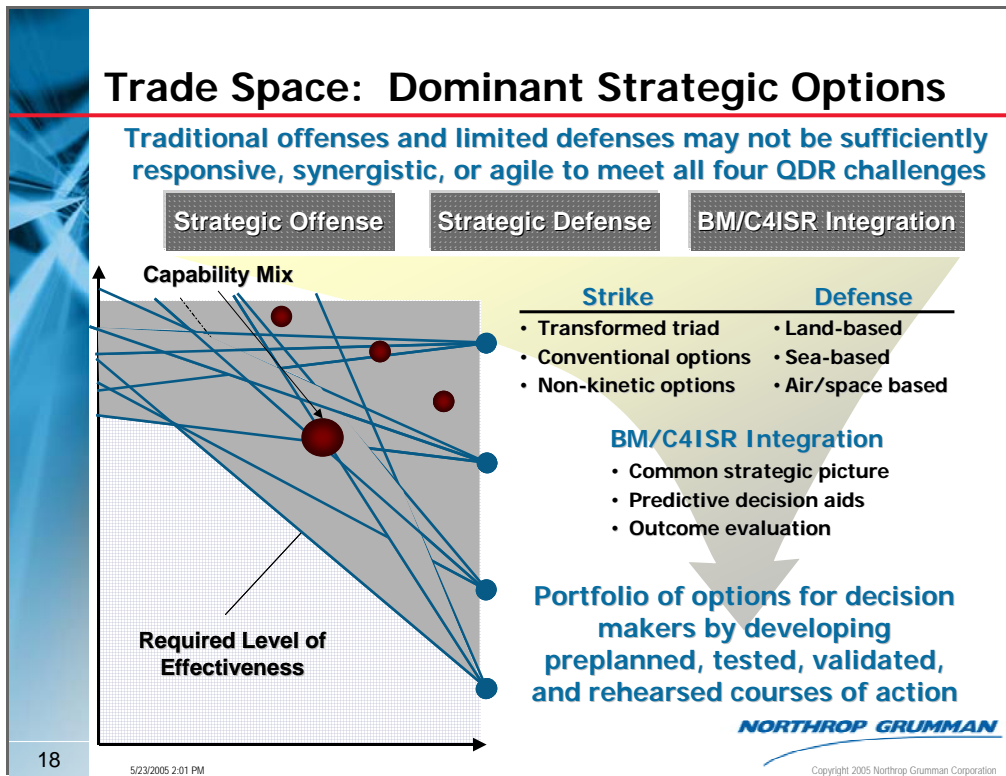 Trade Space: Dominant Strategic Options
Traditional offenses and limited defenses may not be sufficiently
responsive, synergistic, or agile to meet all four QDR challenges
Strategic Offense
Strategic Defense
BM/C4ISR Integration
Capability Mix
Required Level of
Effectiveness
Strike
• Transformed triad
• Conventional options
• Non-kinetic options
Defense
• Land-based
• Sea-based
• Air/space based
BM/C4ISR Integration
• Common strategic picture
• Predictive decision aids
• Outcome evaluation
Portfolio of options for decision
makers by developing
preplanned, tested, validated,
and rehearsed courses of action
NORTHROP GRUMMAN
18
5/23/2005 2:01 PM
Copyright 2005 Northrop Grumman Corporation